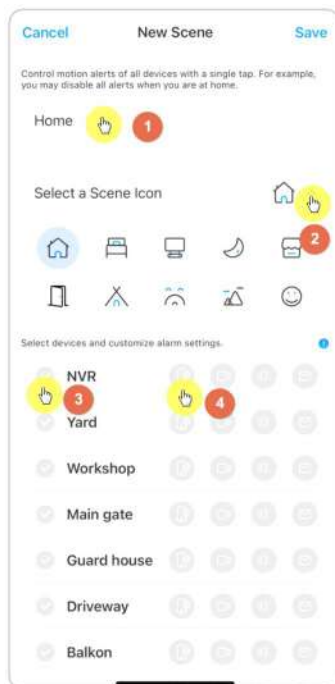 Cancel New Scene Save
Control motion alerts of all devices with a single tap. For example,
you may disable all alerts when you are at home.
Home 1
Select a Scene Icon
2
Select devices and customize alarm settings.
NVR
3 4
Yard
Workshop
Main gate
Guard house
Driveway
Balkon